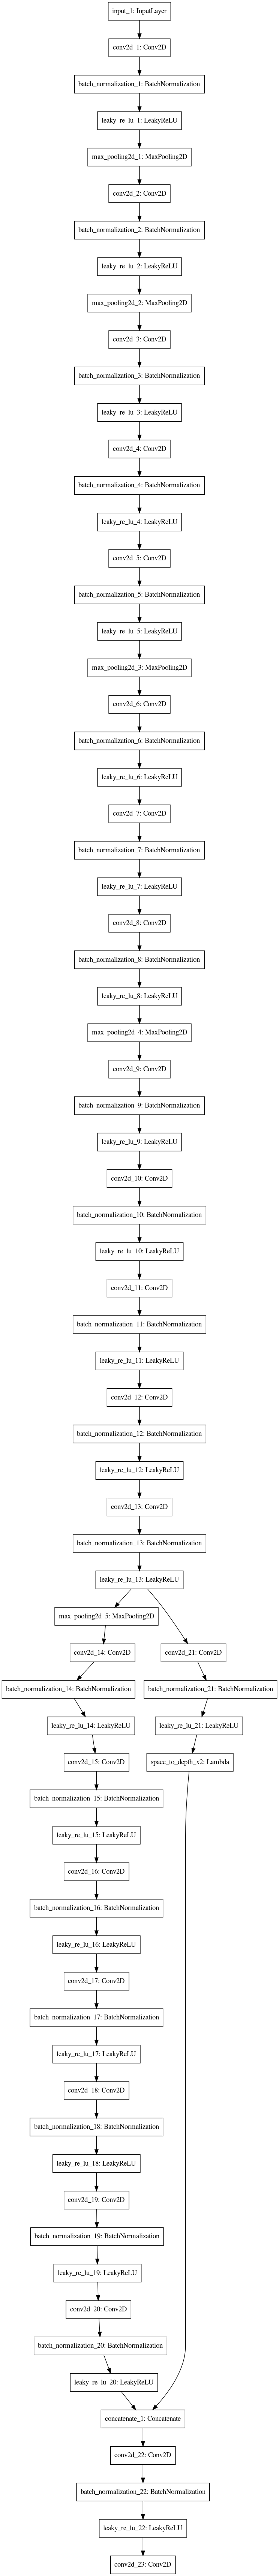 input_1: InputLayer
conv2d_1: Conv2D
batch_normalization_1: BatchNormalization
leaky_re_lu_1: LeakyReLU
max_pooling2d_1: MaxPooling2D
conv2d_2: Conv2D
batch_normalization_2: BatchNormalization
leaky_re_lu_2: LeakyReLU
max_pooling2d_2: MaxPooling2D
conv2d_3: Conv2D
batch_normalization_3: BatchNormalization
leaky_re_lu_3: LeakyReLU
conv2d_4: Conv2D
batch_normalization_4: BatchNormalization
leaky_re_lu_4: LeakyReLU
conv2d_5: Conv2D
batch_normalization_5: BatchNormalization
leaky_re_lu_5: LeakyReLU
max_pooling2d_3: MaxPooling2D
conv2d_6: Conv2D
batch_normalization_6: BatchNormalization
leaky_re_lu_6: LeakyReLU
conv2d_7: Conv2D
batch_normalization_7: BatchNormalization
leaky_re_lu_7: LeakyReLU
conv2d_8: Conv2D
batch_normalization_8: BatchNormalization
leaky_re_lu_8: LeakyReLU
max_pooling2d_4: MaxPooling2D
conv2d_9: Conv2D
batch_normalization_9: BatchNormalization
leaky_re_lu_9: LeakyReLU
conv2d_10: Conv2D
batch_normalization_10: BatchNormalization
leaky_re_lu_10: LeakyReLU
conv2d_11: Conv2D
batch_normalization_11: BatchNormalization
leaky_re_lu_11: LeakyReLU
conv2d_12: Conv2D
batch_normalization_12: BatchNormalization
leaky_re_lu_12: LeakyReLU
conv2d_13: Conv2D
batch_normalization_13: BatchNormalization
leaky_re_lu_13: LeakyReLU
max_pooling2d_5: MaxPooling2D
conv2d_14: Conv2D
conv2d_21: Conv2D
batch_normalization_14: BatchNormalization
batch_normalization_21: BatchNormalization
leaky_re_lu_14: LeakyReLU
leaky_re_lu_21: LeakyReLU
conv2d_15: Conv2D
space_to_depth_x2: Lambda
batch_normalization_15: BatchNormalization
leaky_re_lu_15: LeakyReLU
conv2d_16: Conv2D
batch_normalization_16: BatchNormalization
leaky_re_lu_16: LeakyReLU
conv2d_17: Conv2D
batch_normalization_17: BatchNormalization
leaky_re_lu_17: LeakyReLU
conv2d_18: Conv2D
batch_normalization_18: BatchNormalization
leaky_re_lu_18: LeakyReLU
conv2d_19: Conv2D
batch_normalization_19: BatchNormalization
leaky_re_lu_19: LeakyReLU
conv2d_20: Conv2D
batch_normalization_20: BatchNormalization
leaky_re_lu_20: LeakyReLU
concatenate_1: Concatenate
conv2d_22: Conv2D
batch_normalization_22: BatchNormalization
leaky_re_lu_22: LeakyReLU
conv2d_23: Conv2D